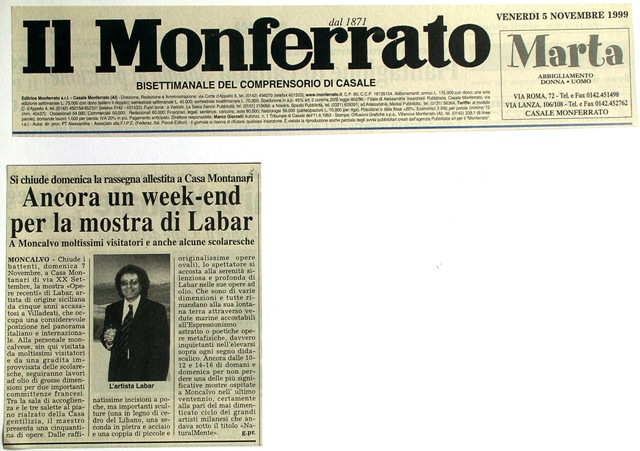 Il Monferrato
dal 1871
VENERDI 5 NOVEMBRE 1999
BISETTIMANALE DEL COMPRENSORIO DI CASALE
Marta
ABBIGLIAMENTO
DONNA - UOMO
VIA ROMA, 72 - Tel. e Fax 0142.451498
VIA LANZA, 106/108 - Tel. e Fax 0142.452762
CASALE MONFERRATO
Si chiude domenica la rassegna allestita a Casa Montanari
Ancora un week-end
per la mostra di Labar
A Moncalvo moltissimi visitatori e anche alcune scolaresche
MONCALVO - Chiude i
battenti, domenica 7
Novembre, a Casa Mon-
tanari di via XX Set-
tembre, la mostra «Ope-
re recenti» di Labar, ar-
tista di origine siciliana
da cinque anni accasa-
tosi a Villadeati, che oc-
cupa una considerevole
posizione nel panorama
italiano e internaziona-
le. Alla personale mon-
calvese, sin qui visitata
da moltissimi visitatori
e da una gradita im-
provvisata delle scolare-
sche, seguiranno lavori
ad olio di grosse dimen-
sioni per due importanti
committenze francesi.
Tra la sala di accoglien-
za e le tre salette al pia-
no rialzato della Casa
gentilizia, il maestro
presenta una cinquanti-
na di opere. Dalle raffi-
L'artista Labar
natissime incisioni a po-
che, ma importanti scul-
ture (una in legno di ce-
dro del Libano, una se-
conda in pietra e acciaio
e una coppia di piccole e
originalissime opere
ovali), lo spettatore si
accosta alla serenità si-
lenziosa e profonda di
Labar nelle sue opere ad
olio. Che sono di varie
dimensioni e tutte ri-
mandano alla sua lonta-
na terra attraverso ve-
dute marine accostabili
all'Espressionismo
astratto o poetiche ope-
re metafisiche, davvero
inquietanti nell'elevarsi
sopra ogni segno dida-
scalico. Ancora dalle 10-
12 e 14-16 di domani e
domenica per non per-
dere una delle più signi-
ficative mostre ospitate
a Moncalvo nell' ultimo
ventennio, certamente
alla pari del mai dimen-
ticato ciclo dei grandi
artisti milanesi che an-
dava sotto il titolo «Na-
turalMente».
g.pr.